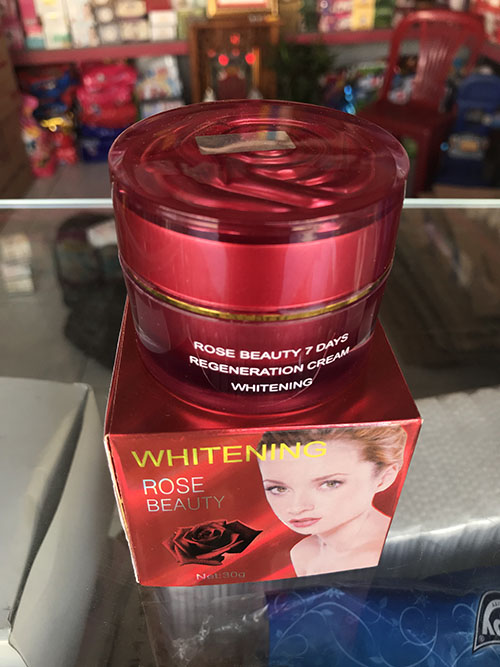 ROSE BEAUTY 7 DAYS
REGENERATION CREAM
WHITENING
WHITENING
ROSE
BEAUTY
Net:30g